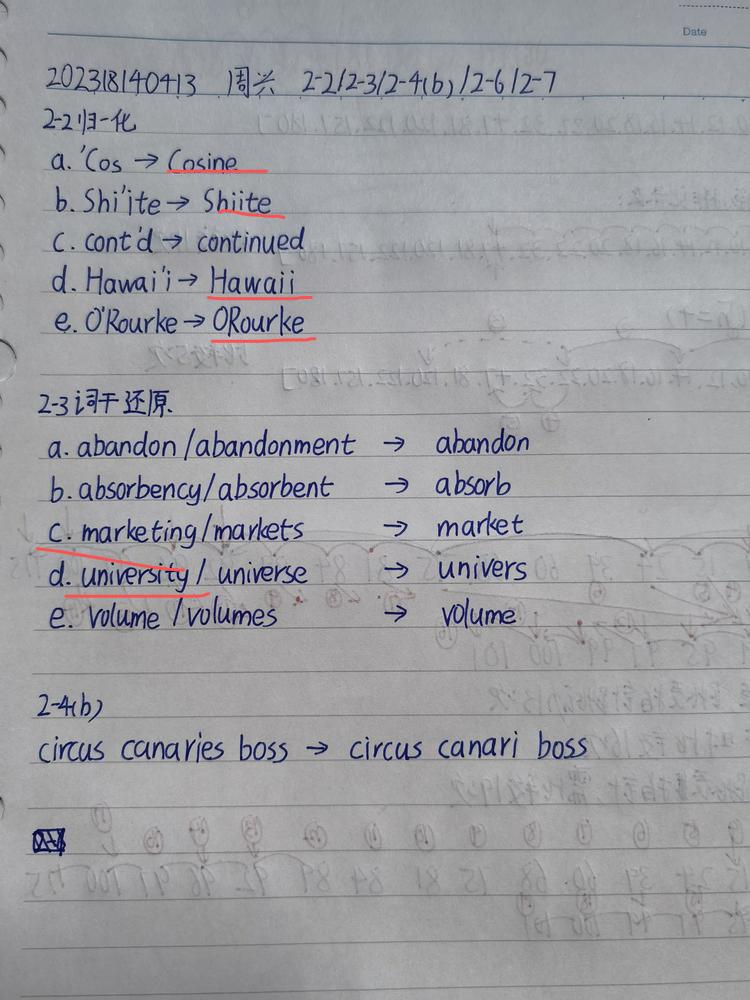 Date
202318140413 周兴 2-2/2-3/2-4(b)/2-6/2-7
2-2归一化
a. 'Cos → Cosine
b. Shi'ite → Shiite
c. cont'd → continued
d. Hawai'i → Hawaii
e. O'Rourke → ORourke
2-3词干还原.
a. abandon/abandonment → abandon
b. absorbency/absorbent → absorb
c. marketing/markets → market
d. university/universe → univers
e. volume/volumes → volume
2-4(b)
circus canaries boss → circus canari boss